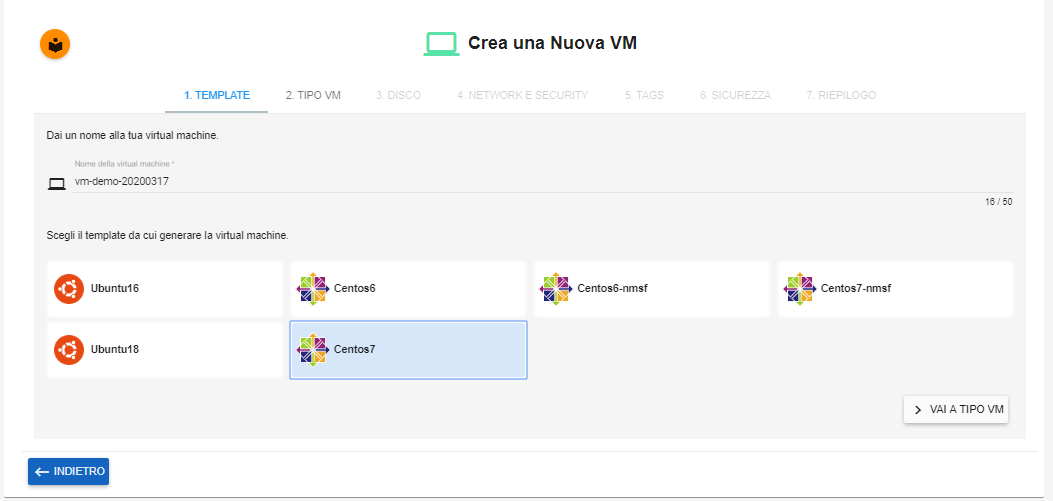 Crea una Nuova VM
1. TEMPLATE
2. TIPO VM
3. DISCO
4. NETWORK E SECURITY
5. TAGS
6. SICUREZZA
7. RIEPILOGO
Dai un nome alla tua virtual machine.
Nome della virtual machine *
vm-demo-20200317
16 / 50
Scegli il template da cui generare la virtual machine.
Ubuntu16
Centos6
Centos6-nmsf
Centos7-nmsf
Ubuntu18
Centos7
VAI A TIPO VM
INDIETRO